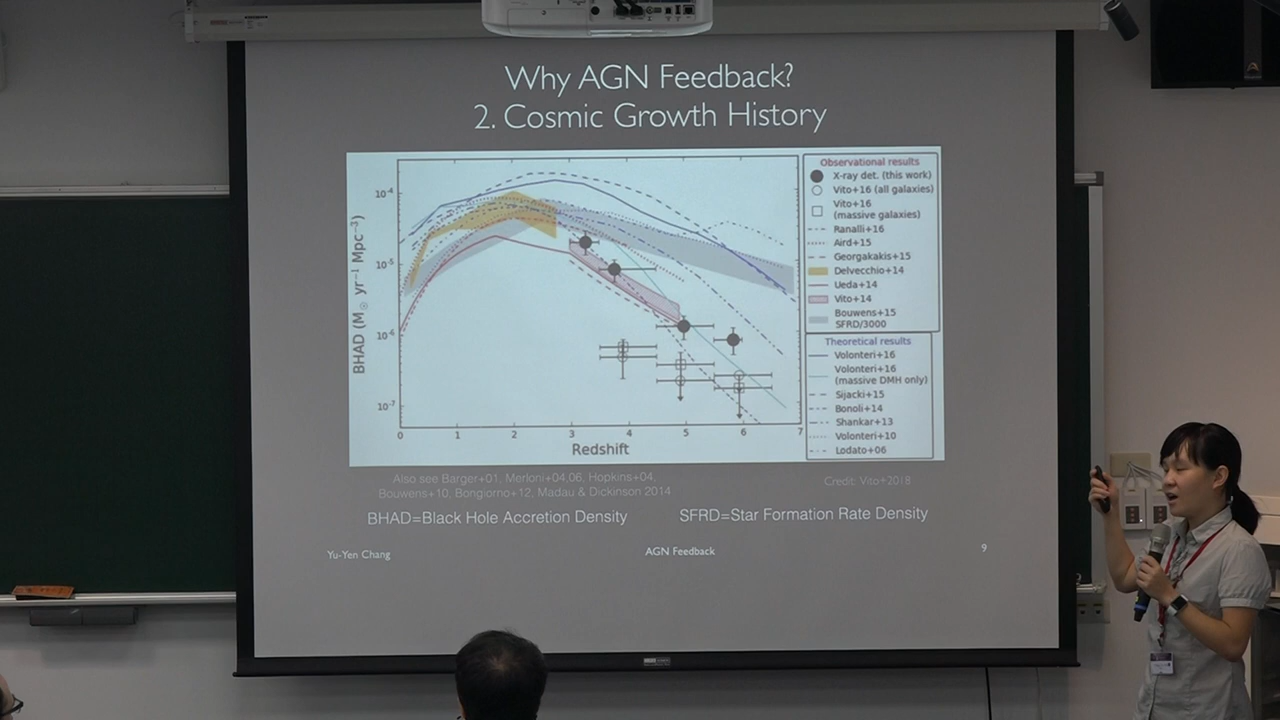 Why AGN Feedback?
2. Cosmic Growth History
BHAD (M☉ yr⁻¹ Mpc⁻³)
10⁻⁴
10⁻⁵
10⁻⁶
10⁻⁷
0 1 2 3 4 5 6 7
Redshift
Observational results
X-ray det. (this work)
Vito+16 (all galaxies)
Vito+16
(massive galaxies)
Ranalli+16
Aird+15
Georgakakis+15
Delvecchio+14
Ueda+14
Vito+14
Bouwens+15
SFRD/3000
Theoretical results
Volonteri+16
Volonteri+16
(massive DMH only)
Sijacki+15
Bonoli+14
Shankar+13
Volonteri+10
Lodato+06
Also see Barger+01, Merloni+04,06, Hopkins+04,
Bouwens+10, Bongiorno+12, Madau & Dickinson 2014
Credit: Vito+2018
BHAD=Black Hole Accretion Density
SFRD=Star Formation Rate Density
Yu-Yen Chang
AGN Feedback
9